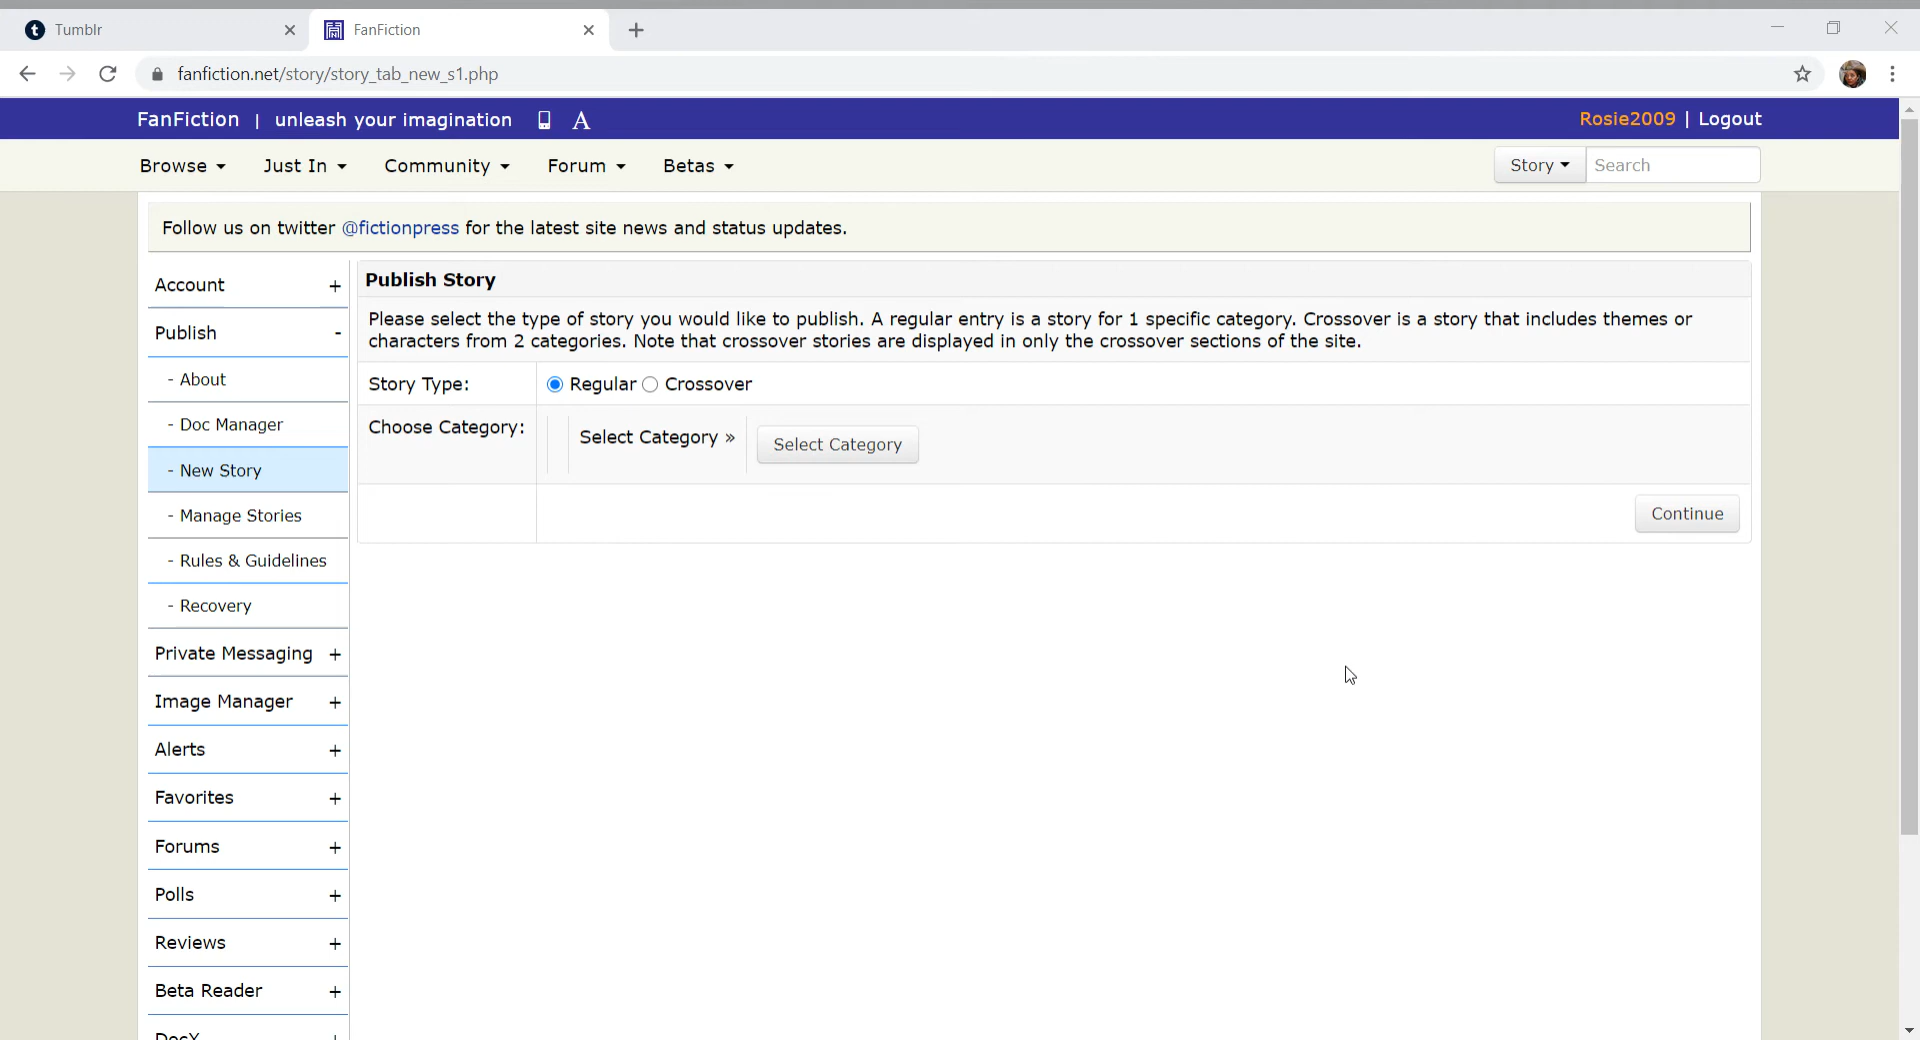 Tumblr
FanFiction
fanfiction.net/story/story_tab_new_s1.php
FanFiction | unleash your imagination A
Rosie2009 | Logout
Browse Just In Community Forum Betas
Story Search
Follow us on twitter @fictionpress for the latest site news and status updates.
Account +
Publish -
- About
- Doc Manager
- New Story
- Manage Stories
- Rules & Guidelines
- Recovery
Private Messaging +
Image Manager +
Alerts +
Favorites +
Forums +
Polls +
Reviews +
Beta Reader +
DocX +
Publish Story
Please select the type of story you would like to publish. A regular entry is a story for 1 specific category. Crossover is a story that includes themes or
characters from 2 categories. Note that crossover stories are displayed in only the crossover sections of the site.
Story Type: Regular Crossover
Choose Category: Select Category » Select Category
Continue